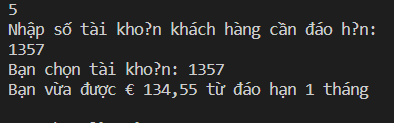 5
Nhập số tài kho?n khách hàng cần đáo h?n:
1357
Bạn chọn tài kho?n: 1357
Bạn vừa được € 134,55 từ đáo hạn 1 tháng